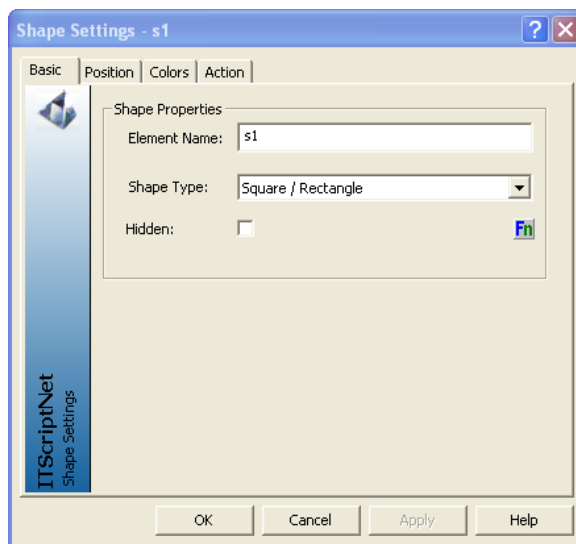 Shape Settings - s1
Basic Position Colors Action
Shape Properties
Element Name: s1
Shape Type: Square / Rectangle
Hidden: Fn
ITScriptNet
Shape Settings
OK Cancel Apply Help